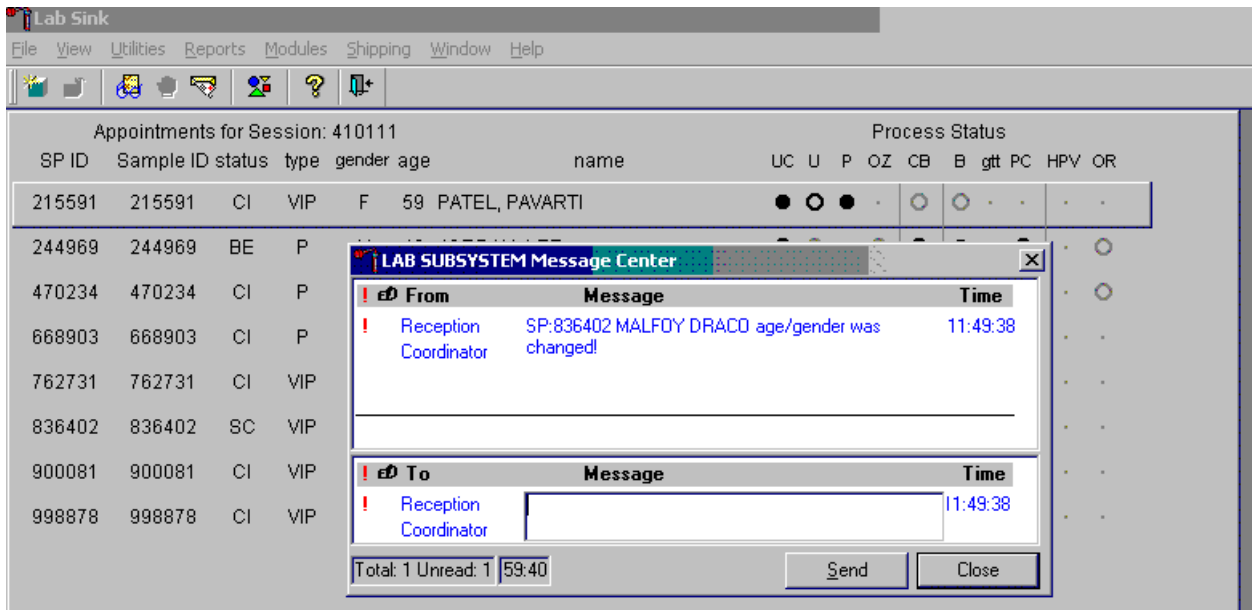 Lab Sink
File View Utilities Reports Modules Shipping Window Help
Appointments for Session: 410111 Process Status
SP ID Sample ID status type gender age name UC U P OZ CB B gtt PC HPV OR
215591 215591 CI VIP F 59 PATEL, PAVARTI
244969 244969 BE P
LAB SUBSYSTEM Message Center
470234 470234 CI P
! From Message Time
! Reception SP:836402 MALFOY DRACO age/gender was 11:49:38
668903 668903 CI P
Coordinator changed!
762731 762731 CI VIP
836402 836402 SC VIP
900081 900081 CI VIP
! To Message Time
! Reception 11:49:38
998878 998878 CI VIP
Coordinator
Total: 1 Unread: 1 59:40 Send Close